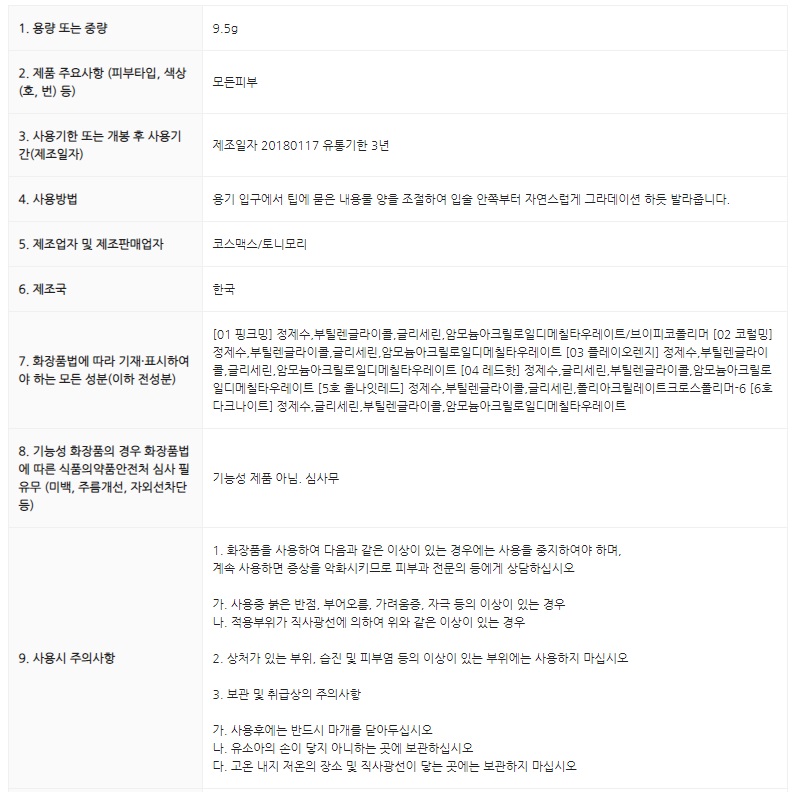 1. 용량 또는 중량
9.5g
2. 제품 주요사항 (피부타입, 색상
(호, 번) 등)
모든피부
3. 사용기한 또는 개봉 후 사용기
간(제조일자)
제조일자 20180117 유통기한 3년
4. 사용방법
용기 입구에서 팁에 묻은 내용물 양을 조절하여 입술 안쪽부터 자연스럽게 그라데이션 하듯 발라줍니다.
5. 제조업자 및 제조판매업자
코스맥스/토니모리
6. 제조국
한국
7. 화장품법에 따라 기재·표시하여
야 하는 모든 성분(이하 전성분)
[01 핑크밍] 정제수,부틸렌글라이콜,글리세린,암모늄아크릴로일디메칠타우레이트/브이피코폴리머 [02 코럴밍]
정제수,부틸렌글라이콜,글리세린,암모늄아크릴로일디메칠타우레이트 [03 플레이오렌지] 정제수,부틸렌글라이
콜,글리세린,암모늄아크릴로일디메칠타우레이트 [04 레드핫] 정제수,글리세린,부틸렌글라이콜,암모늄아크릴로
일디메칠타우레이트 [5호 올나잇레드] 정제수,부틸렌글라이콜,글리세린,폴리아크릴레이트크로스폴리머-6 [6호
다크나이트] 정제수,글리세린,부틸렌글라이콜,암모늄아크릴로일디메칠타우레이트
8. 기능성 화장품의 경우 화장품법
에 따른 식품의약품안전처 심사 필
유무 (미백, 주름개선, 자외선차단
등)
기능성 제품 아님. 심사무
9. 사용시 주의사항
1. 화장품을 사용하여 다음과 같은 이상이 있는 경우에는 사용을 중지하여야 하며,
계속 사용하면 증상을 악화시키므로 피부과 전문의 등에게 상담하십시오
가. 사용중 붉은 반점, 부어오름, 가려움증, 자극 등의 이상이 있는 경우
나. 적용부위가 직사광선에 의하여 위와 같은 이상이 있는 경우
2. 상처가 있는 부위, 습진 및 피부염 등의 이상이 있는 부위에는 사용하지 마십시오
3. 보관 및 취급상의 주의사항
가. 사용후에는 반드시 마개를 닫아두십시오
나. 유소아의 손이 닿지 아니하는 곳에 보관하십시오
다. 고온 내지 저온의 장소 및 직사광선이 닿는 곳에는 보관하지 마십시오